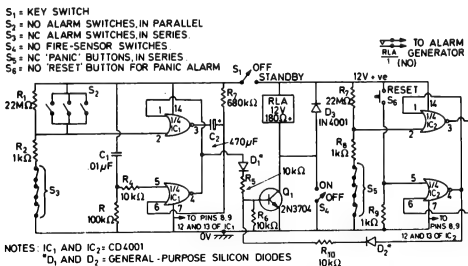 S1 = KEY SWITCH
S2 = NO ALARM SWITCHES, IN PARALLEL
S3 = NC ALARM SWITCHES, IN SERIES.
S4 = NO FIRE-SENSOR SWITCHES
S5 = NC 'PANIC' BUTTONS, IN SERIES
S6 = NO 'RESET' BUTTON FOR PANIC ALARM
RLA
1 (NO)
TO ALARM
GENERATOR
S1 OFF
STANDBY
12V + ve
R1
22MΩ
S2
1
14
2
1/4
IC1
3
C2
470µF
R7
680kΩ
RLA
12V
180Ω+
D3
IN 4001
R7
22MΩ
RESET
S6
1
14
2
1/4
IC2
3
R2
1kΩ
S3
C1
.01µF
R4
10kΩ
5
6
7
1/4
IC1
4
R
100kΩ
TO PINS 8,9
12 AND 13 OF IC1
0V
D1*
R5
10kΩ
R6
10kΩ
Q1
2N3704
ON
OFF
S4
R8
1kΩ
S5
R9
1kΩ
5
6
7
1/4
IC2
4
TO PINS 8,9
12 AND 13 OF IC2
R10
10kΩ
D2*
NOTES: IC1 AND IC2 = CD4001
*D1 AND D2 = GENERAL-PURPOSE SILICON DIODES